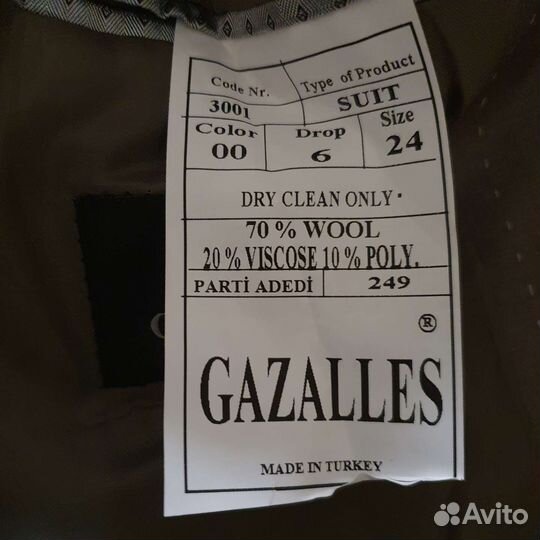 Code Nr. Type of Product
3001 SUIT
Color Drop Size
00 6 24
DRY CLEAN ONLY
70 % WOOL
20 % VISCOSE 10 % POLY.
PARTİ ADEDİ 249
®
GAZALLES
MADE IN TURKEY
Avito